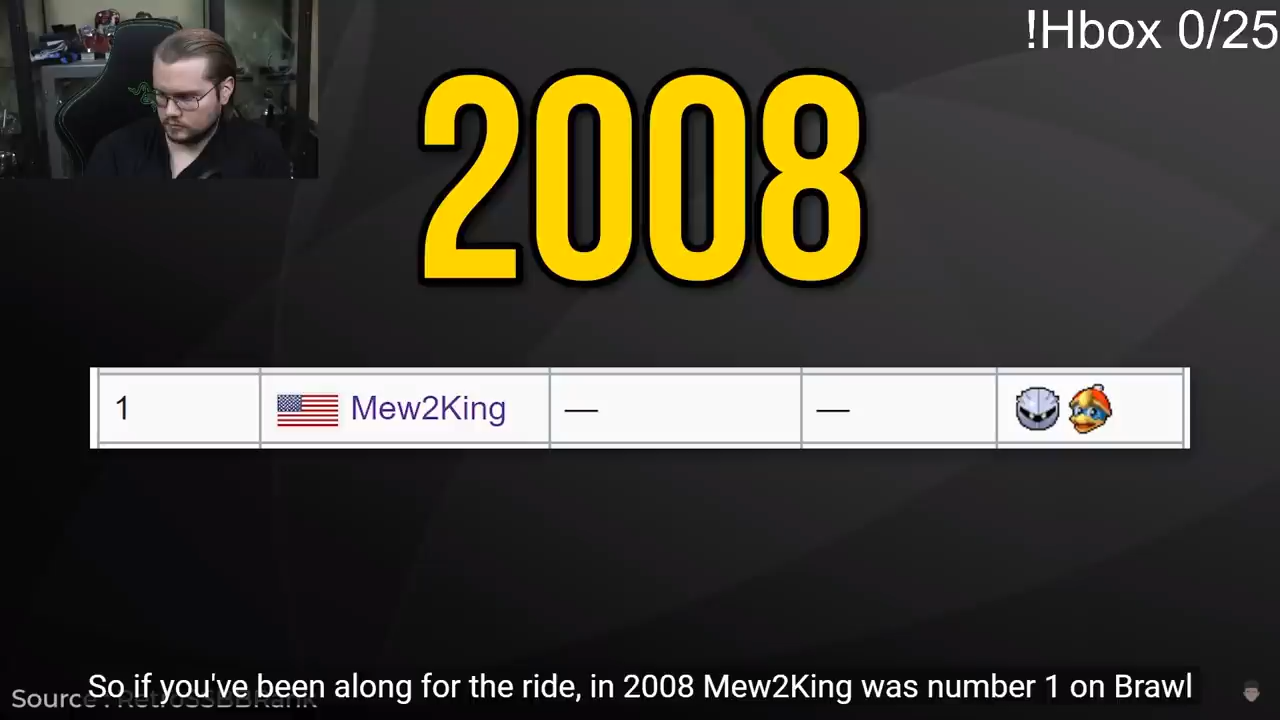 !Hbox 0/25
2008
1 Mew2King — —
So if you've been along for the ride, in 2008 Mew2King was number 1 on Brawl
Source: RetroSSBBRank